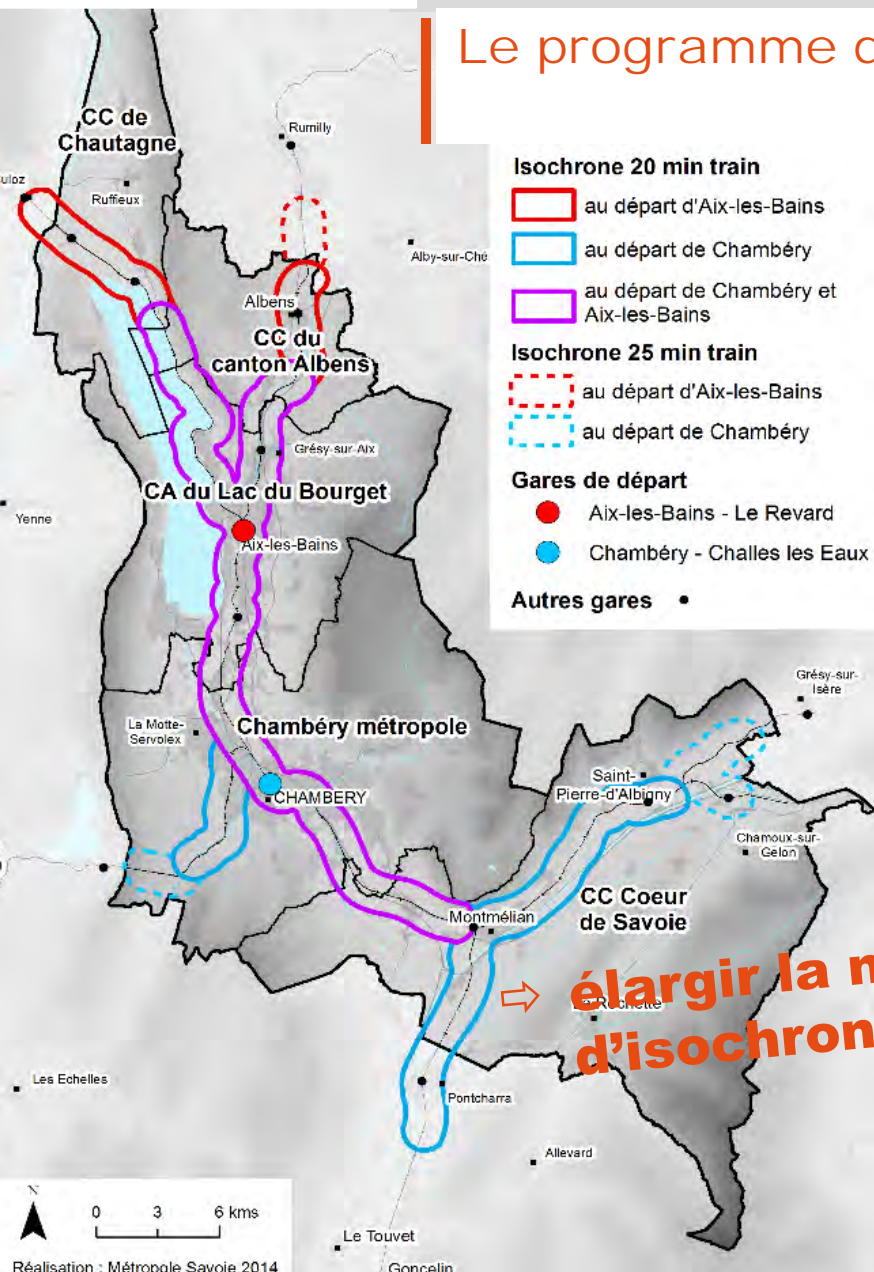 Le programme d
CC de
Chautagne
Rumilly
Ruffieux
Albens
CC du
canton Albens
Grésy-sur-Aix
CA du Lac du Bourget
Yenne
Aix-les-Bains
La Motte-
Servolex
Chambéry métropole
CHAMBERY
Saint-
Pierre-d'Albigny
Grésy-sur-
Isère
Chamoux-sur-
Gelon
Montmélian
CC Coeur
de Savoie
La Rochette
élargir la n
d'isochron
Les Echelles
Pontcharra
Allevard
Le Touvet
Goncelin
Alby-sur-Ché
Isochrone 20 min train
au départ d'Aix-les-Bains
au départ de Chambéry
au départ de Chambéry et
Aix-les-Bains
Isochrone 25 min train
au départ d'Aix-les-Bains
au départ de Chambéry
Gares de départ
Aix-les-Bains - Le Revard
Chambéry - Challes les Eaux
Autres gares
N
0 3 6 kms
Réalisation : Métropole Savoie 2014